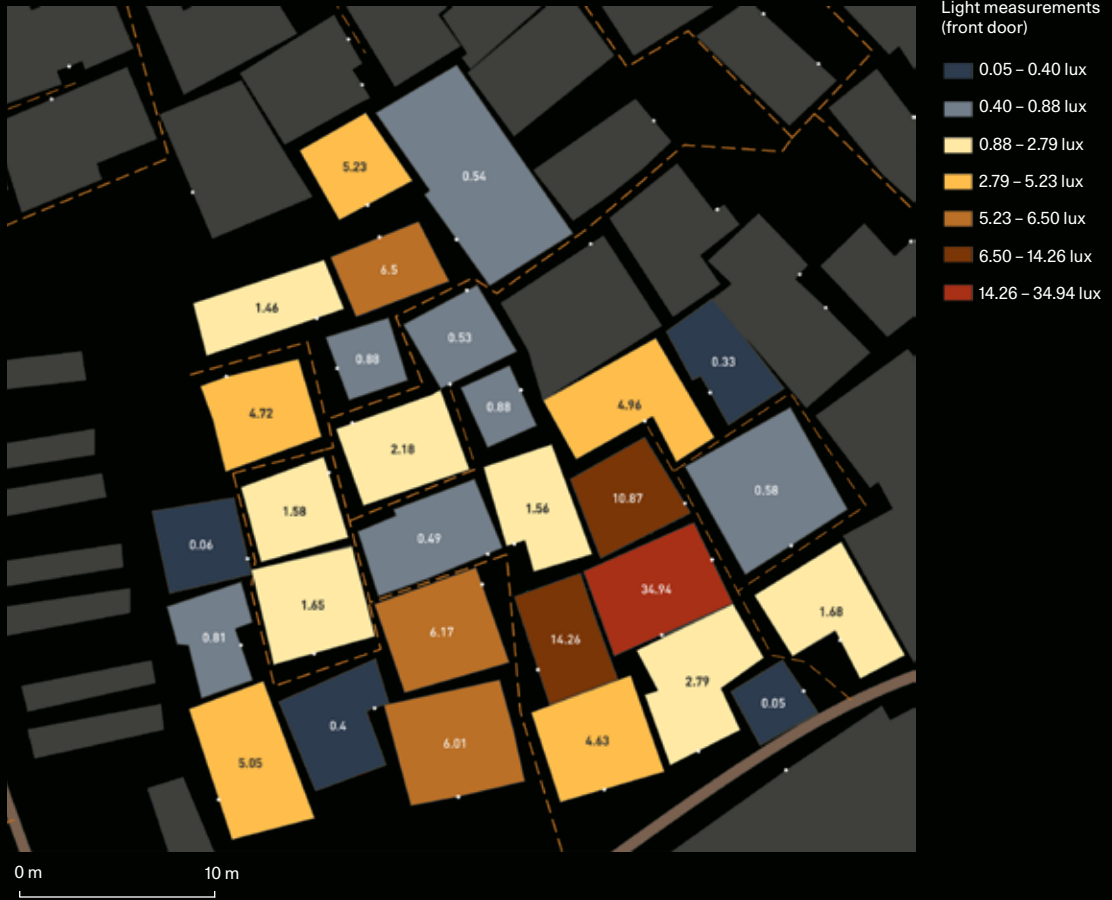 Light measurements
(front door)
0.05 – 0.40 lux
0.40 – 0.88 lux
0.88 – 2.79 lux
2.79 – 5.23 lux
5.23 – 6.50 lux
6.50 – 14.26 lux
14.26 – 34.94 lux
5.23
0.54
6.5
1.46
0.53
0.88
0.33
0.88
4.96
4.72
2.18
0.58
10.87
1.58
1.56
0.49
0.06
34.94
1.65
1.68
6.17
0.81
14.26
2.79
0.05
0.4
4.63
6.01
5.05
0 m
10 m